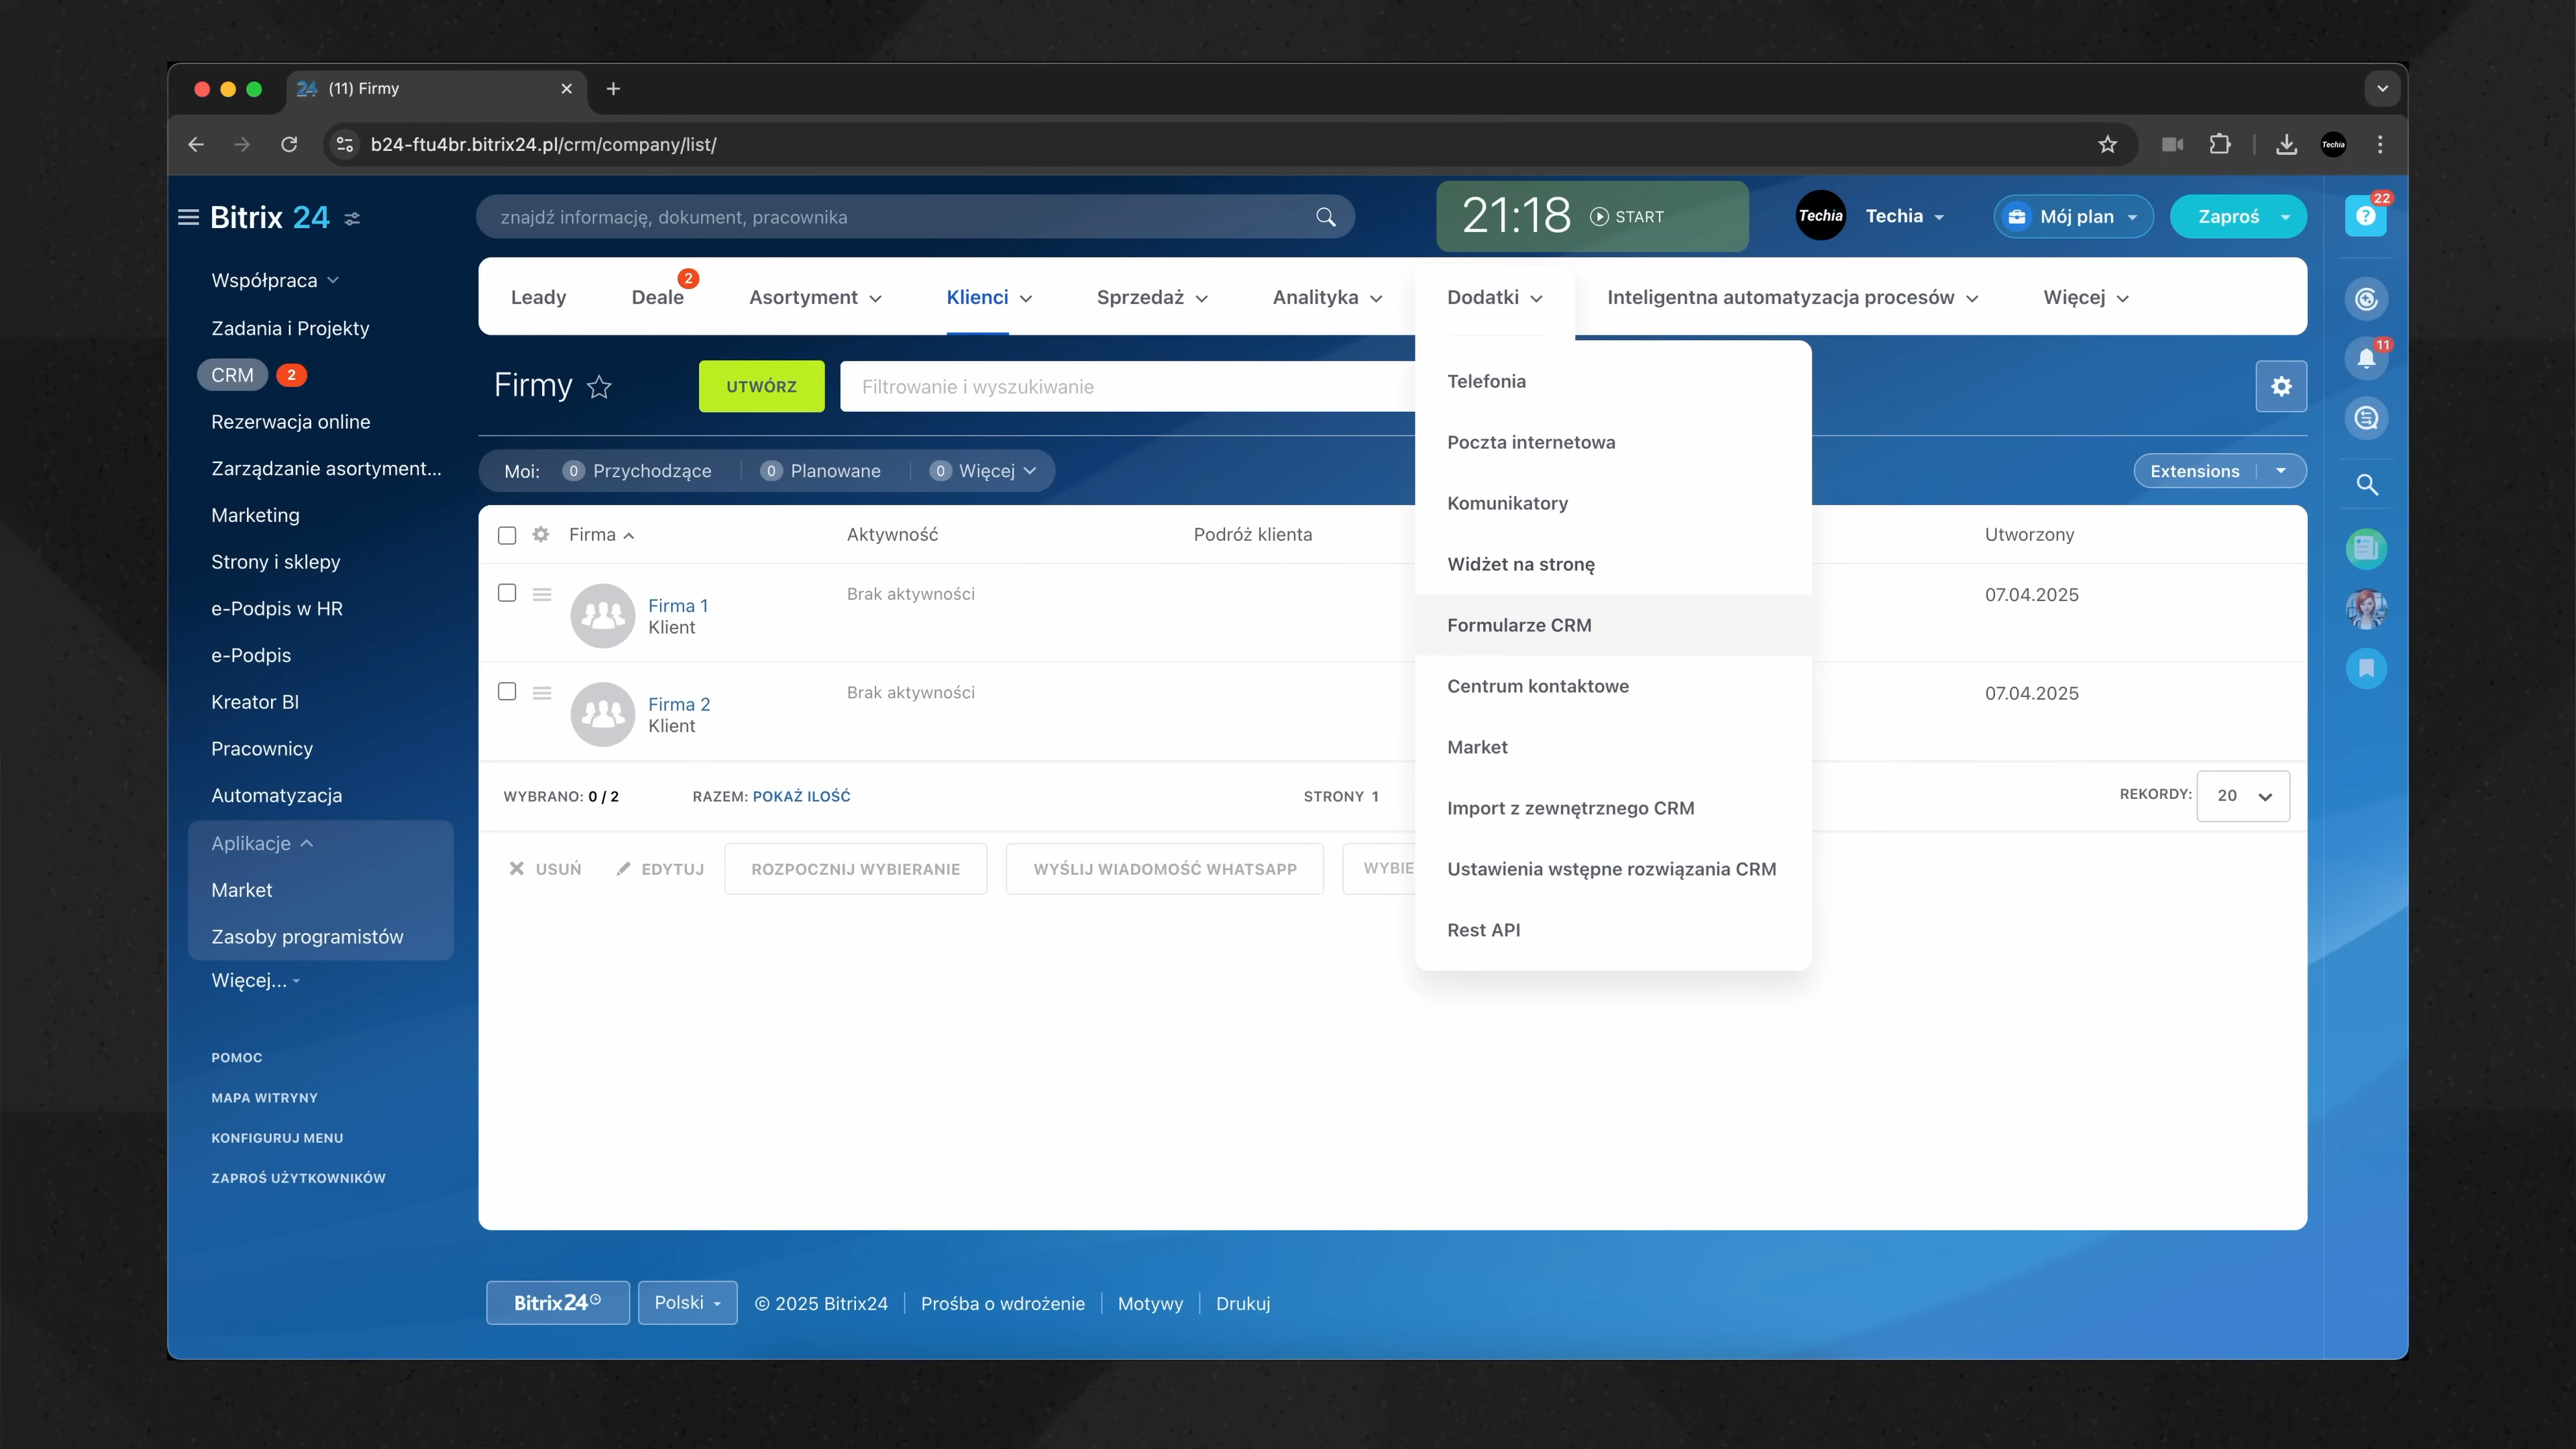 24 (11) Firmy
b24-ftu4br.bitrix24.pl/crm/company/list/
Techia
Bitrix 24
znajdź informację, dokument, pracownika
21:18 START
Techia Techia
Mój plan
Zaproś
22
Współpraca
Zadania i Projekty
CRM 2
Rezerwacja online
Zarządzanie asortyment...
Marketing
Strony i sklepy
e-Podpis w HR
e-Podpis
Kreator BI
Pracownicy
Automatyzacja
Aplikacje
Market
Zasoby programistów
Więcej...
POMOC
MAPA WITRYNY
KONFIGURUJ MENU
ZAPROŚ UŻYTKOWNIKÓW
Leady Deale 2 Asortyment Klienci Sprzedaż Analityka Dodatki Inteligentna automatyzacja procesów Więcej
11
Firmy UTWÓRZ Filtrowanie i wyszukiwanie
Moi: 0 Przychodzące 0 Planowane 0 Więcej
Extensions
Telefonia
Poczta internetowa
Komunikatory
Widżet na stronę
Formularze CRM
Centrum kontaktowe
Market
Import z zewnętrznego CRM
Ustawienia wstępne rozwiązania CRM
Rest API
Firma Aktywność Podróż klienta Utworzony
Firma 1 Brak aktywności 07.04.2025
Klient
Firma 2 Brak aktywności 07.04.2025
Klient
WYBRANO: 0 / 2 RAZEM: POKAŻ ILOŚĆ STRONY 1 REKORDY: 20
USUŃ EDYTUJ ROZPOCZNIJ WYBIERANIE WYŚLIJ WIADOMOŚĆ WHATSAPP WYBIE
Bitrix24 Polski © 2025 Bitrix24 Prośba o wdrożenie Motywy Drukuj